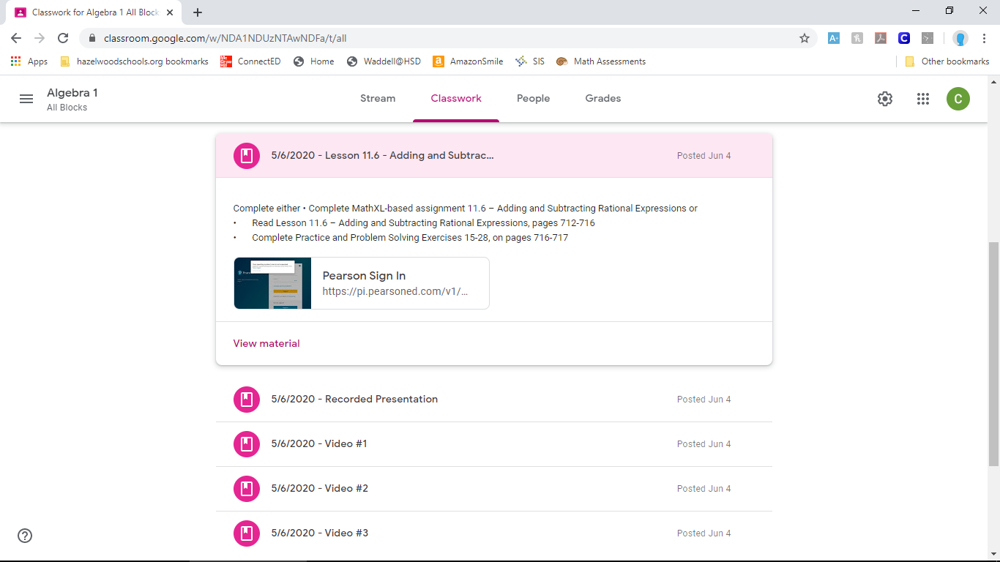 Classwork for Algebra 1 All Block
classroom.google.com/w/NDA1NDUzNTAwNDFa/t/all
Apps
hazelwoodschools.org bookmarks
ConnectED
Home
Waddell@HSD
AmazonSmile
SIS
Math Assessments
Other bookmarks
Algebra 1
All Blocks
Stream
Classwork
People
Grades
C
5/6/2020 - Lesson 11.6 - Adding and Subtrac...
Posted Jun 4
Complete either • Complete MathXL-based assignment 11.6 – Adding and Subtracting Rational Expressions or
• Read Lesson 11.6 – Adding and Subtracting Rational Expressions, pages 712-716
• Complete Practice and Problem Solving Exercises 15-28, on pages 716-717
Pearson Sign In
https://pi.pearsoned.com/v1/...
View material
5/6/2020 - Recorded Presentation
Posted Jun 4
5/6/2020 - Video #1
Posted Jun 4
5/6/2020 - Video #2
Posted Jun 4
5/6/2020 - Video #3
Posted Jun 4